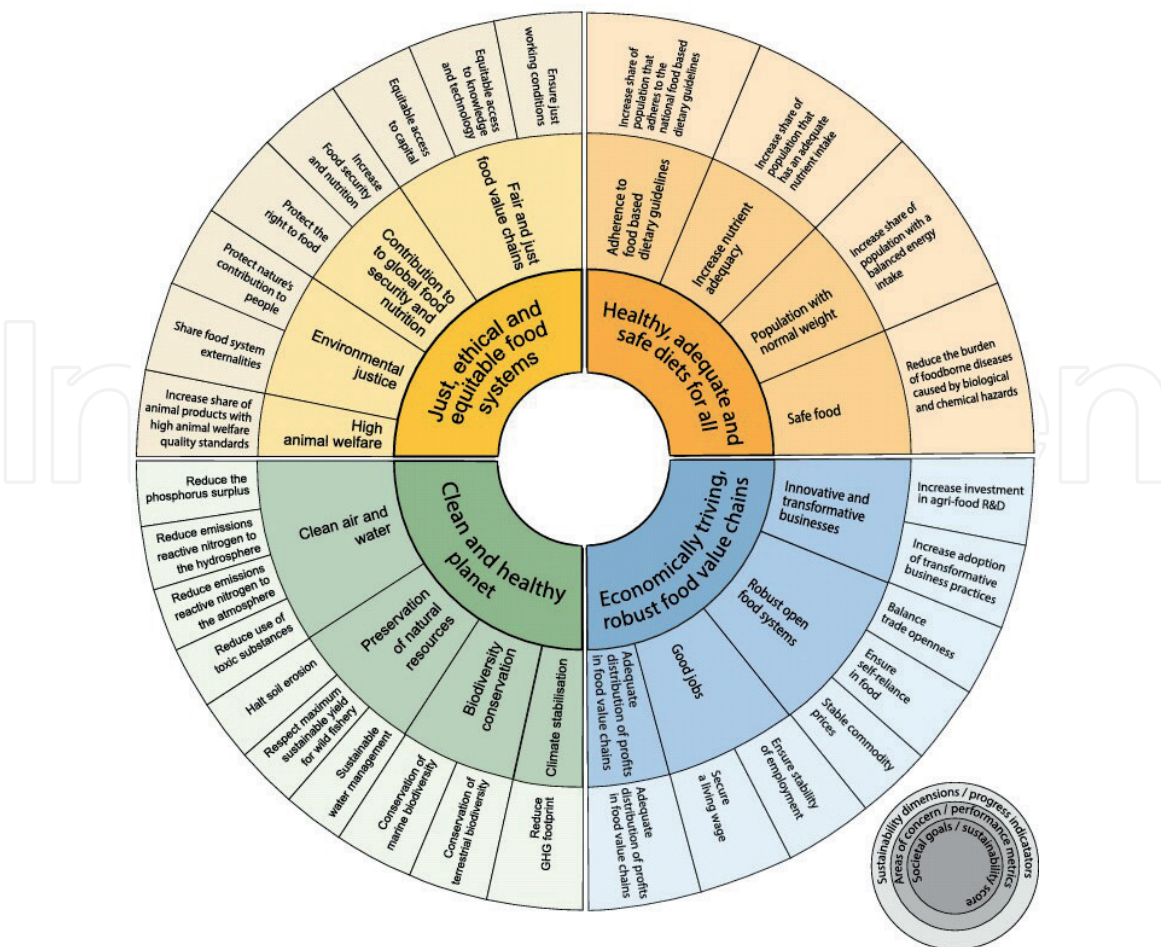 Just, ethical and
equitable food
systems
Fair and just
food value chains
Ensure just
working conditions
Equitable access
to knowledge
and technology
Equitable access
to capital
Contribution to
to global food
security and
nutrition
Increase
Food security
and nutrition
Protect the
right to food
Environmental
justice
Protect nature's
contribution to
people
Share food system
externalities
High
animal welfare
Increase share of
animal products with
high animal welfare
quality standards
Healthy, adequate and
safe diets for all
Adherence to
food based
dietary guidelines
Increase share of
population that
adheres to the
national food based
dietary guidelines
Increase nutrient
adequacy
Increase share of
population that
has an adequate
nutrient intake
Population with
normal weight
Increase share of
population with a
balanced energy
intake
Safe food
Reduce the burden
of foodborne diseases
caused by biological
and chemical hazards
Economically triving,
robust food value chains
Innovative and
transformative
businesses
Increase investment
in agri-food R&D
Increase adoption
of transformative
business practices
Robust open
food systems
Balance
trade openness
Ensure
self-reliance
in food
Stable commodity
prices
Good jobs
Ensure stability
of employment
Secure
a living wage
Adequate
distribution of profits
in food value chains
Adequate
distribution of profits
in food value chains
Clean and healthy
planet
Clean air and
water
Reduce the
phosphorus surplus
Reduce emissions
reactive nitrogen to
the hydrosphere
Reduce emissions
reactive nitrogen to
the atmosphere
Reduce use of
toxic substances
Preservation
of natural
resources
Halt soil erosion
Respect maximum
sustainable yield
for wild fishery
Sustainable
water management
Biodiversity
conservation
Conservation of
marine biodiversity
Conservation of
terrestrial biodiversity
Climate stabilisation
Reduce
GHG footprint
Sustainability dimensions / progress indicatators
Areas of concern / performance metrics
Societal goals / sustainability score